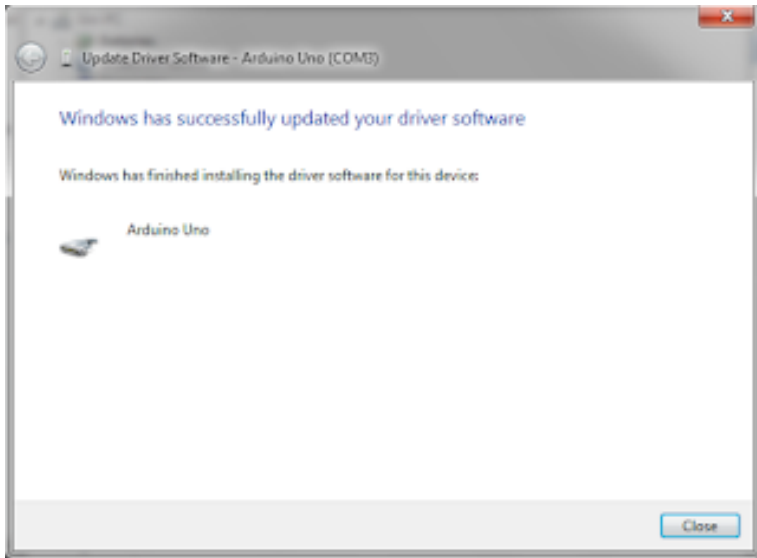 Update Driver Software - Arduino Uno (COM3)
Windows has successfully updated your driver software
Windows has finished installing the driver software for this device:
Arduino Uno
Close